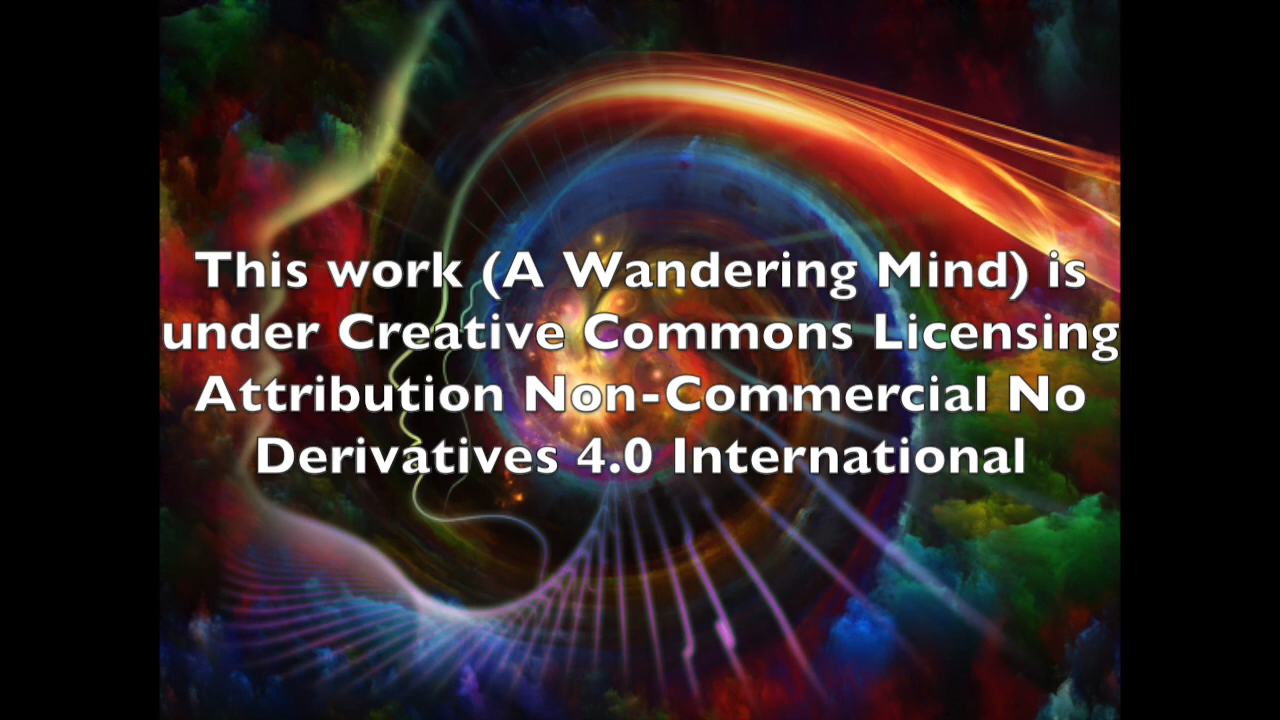 This work (A Wandering Mind) is
under Creative Commons Licensing
Attribution Non-Commercial No
Derivatives 4.0 International